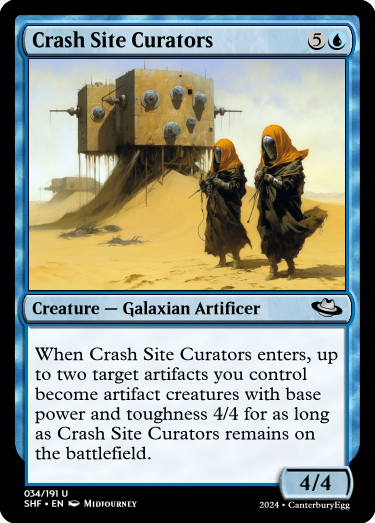 Crash Site Curators 5
Creature — Galaxian Artificer
When Crash Site Curators enters, up
to two target artifacts you control
become artifact creatures with base
power and toughness 4/4 for as long
as Crash Site Curators remains on
the battlefield.
4/4
034/191 U
SHF • EN Midjourney
2024 • CanterburyEgg